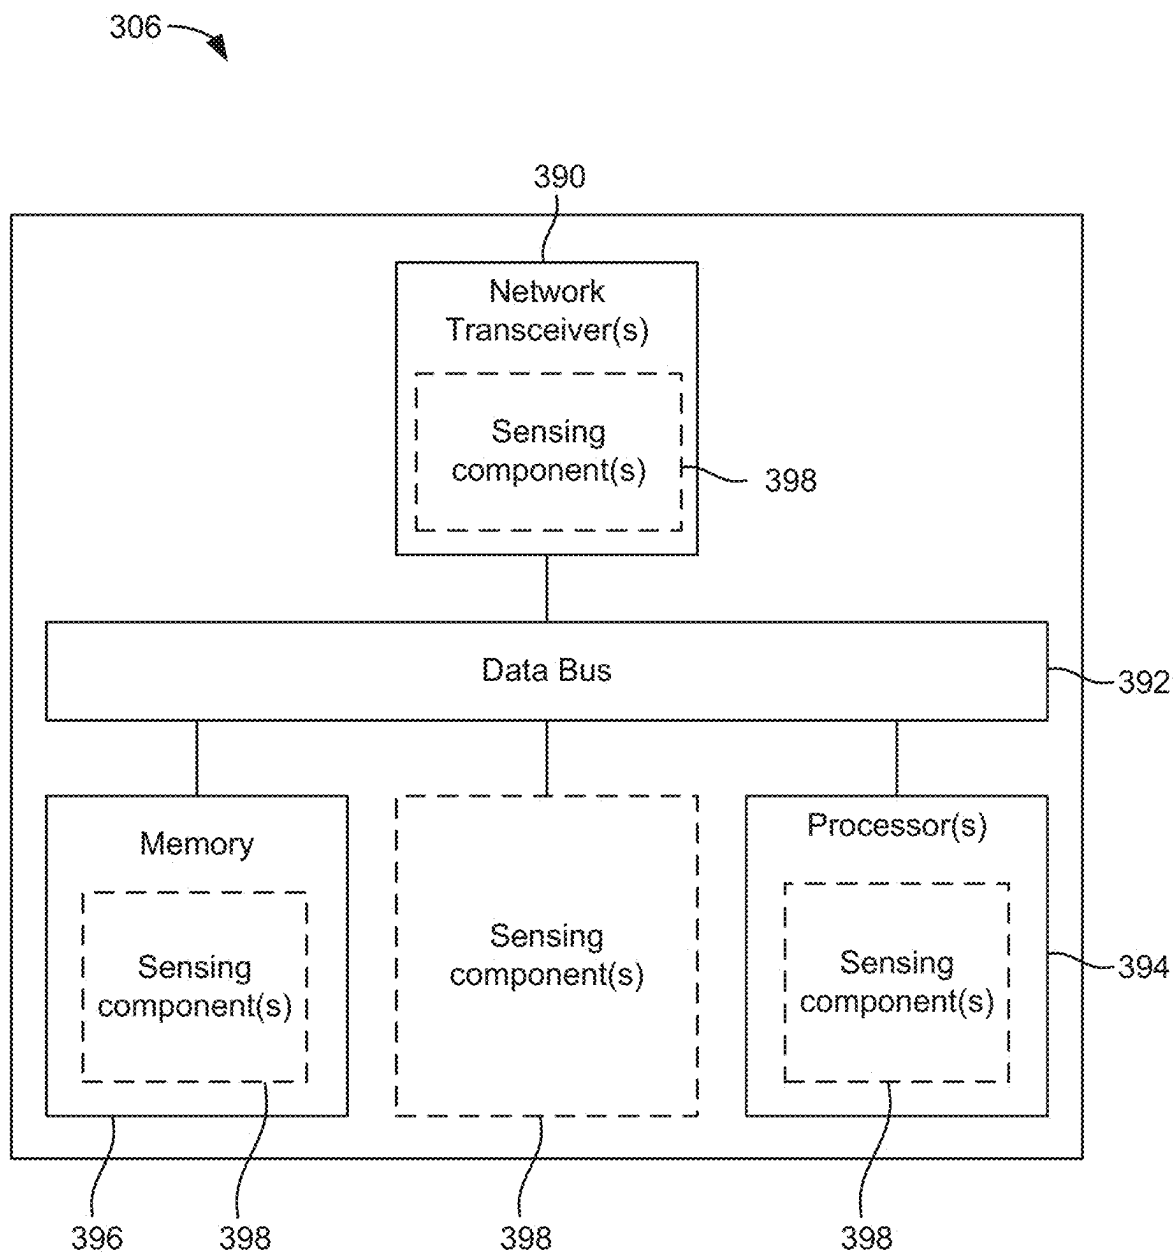 306
390
Network
Transceiver(s)
Sensing
component(s)
398
Data Bus
392
Memory
Sensing
component(s)
Sensing
component(s)
Processor(s)
Sensing
component(s)
394
396
398
398
398